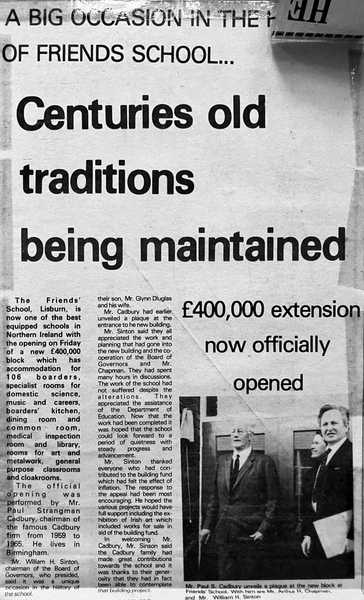 A BIG OCCASION IN THE
HE
OF FRIENDS SCHOOL...
Centuries old
traditions
being maintained
The Friends'
School, Lisburn, is
now one of the best
equipped schools in
Northern Ireland with
the opening on Friday
of a new £400,000
block which has
accommodation for
106 boarders,
specialist rooms for
domestic science,
music and careers,
boarders' kitchen,
dining room and
common room,
medical inspection
room and library,
rooms for art and
metalwork, general
purpose classrooms
and cloakrooms.
The official
opening was
performed by Mr.
Paul Strangman
Cadbury, chairman of
the famous Cadbury
firm from 1959 to
1965. He lives in
Birmingham.
Mr. William H. Sinton,
chairman of the Board of
Governors, who presided,
said it was a unique
occasion in the history of
the school.
their son, Mr. Glynn Dluglas
and his wife.
Mr. Cadbury had earlier
unveiled a plaque at the
entrance to he new building.
Mr. Sinton said they all
appreciated the work and
planning that had gone into
the new building and the co-
operation of the Board of
Governors and Mr.
Chapman. They had spent
many hours in discussions.
The work of the school had
not suffered despite the
alterations. They
appreciated the assistance
of the Department of
Education. Now that the
work had been completed it
was hoped that the school
could look forward to a
period of quietness with
steady progress and
advancement.
Mr. Sinton thanked
everyone who had con-
tributed to the building fund
which had felt the effect of
inflation. The response to
the appeal had been most
encouraging. He hoped the
various projects would have
full support including the ex-
hibition of Irish art which
included works for sale in
aid of the building fund.
In welcoming Mr.
Cadbury, Mr. Sinton said
the Cadbury family had
made great contributions
towards the school and it
was thanks to their gener-
osity that they had in fact
been able to contemplate
that building project.
£400,000 extension
now officially
opened
Mr. Paul S. Cadbury unveils a plaque at the new block at
Friends' School. With him are Mr. Arthur H. Chapman,
and Mr. William H. Sinton